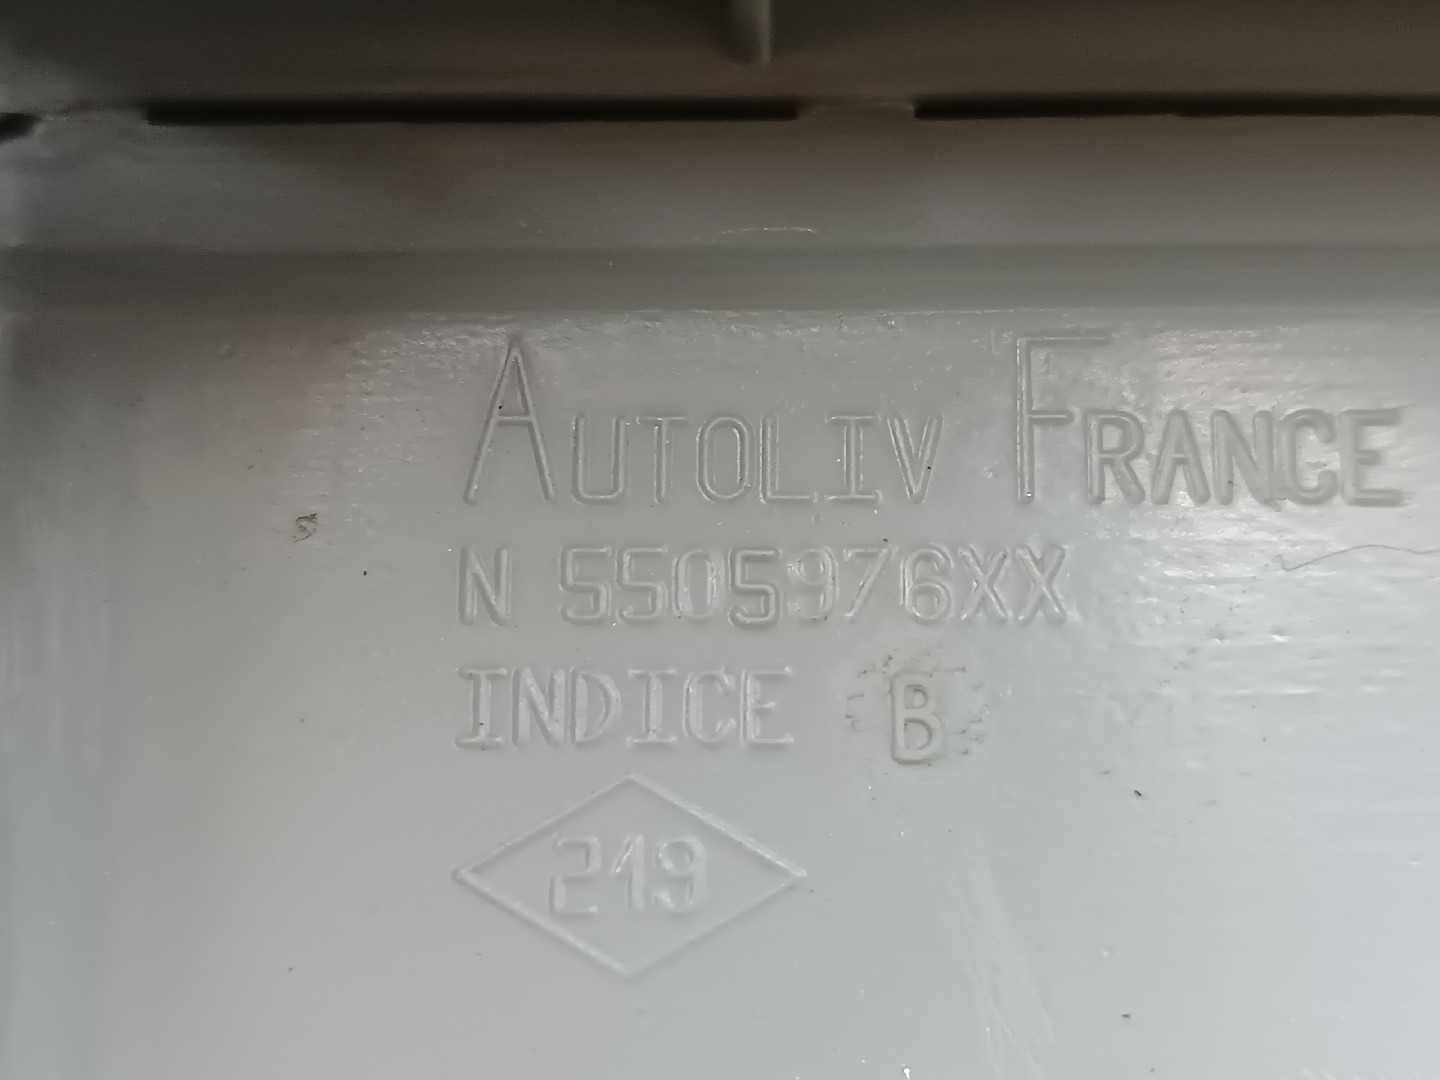 AUTOLIV FRANCE
N 5505976XX
INDICE B
219